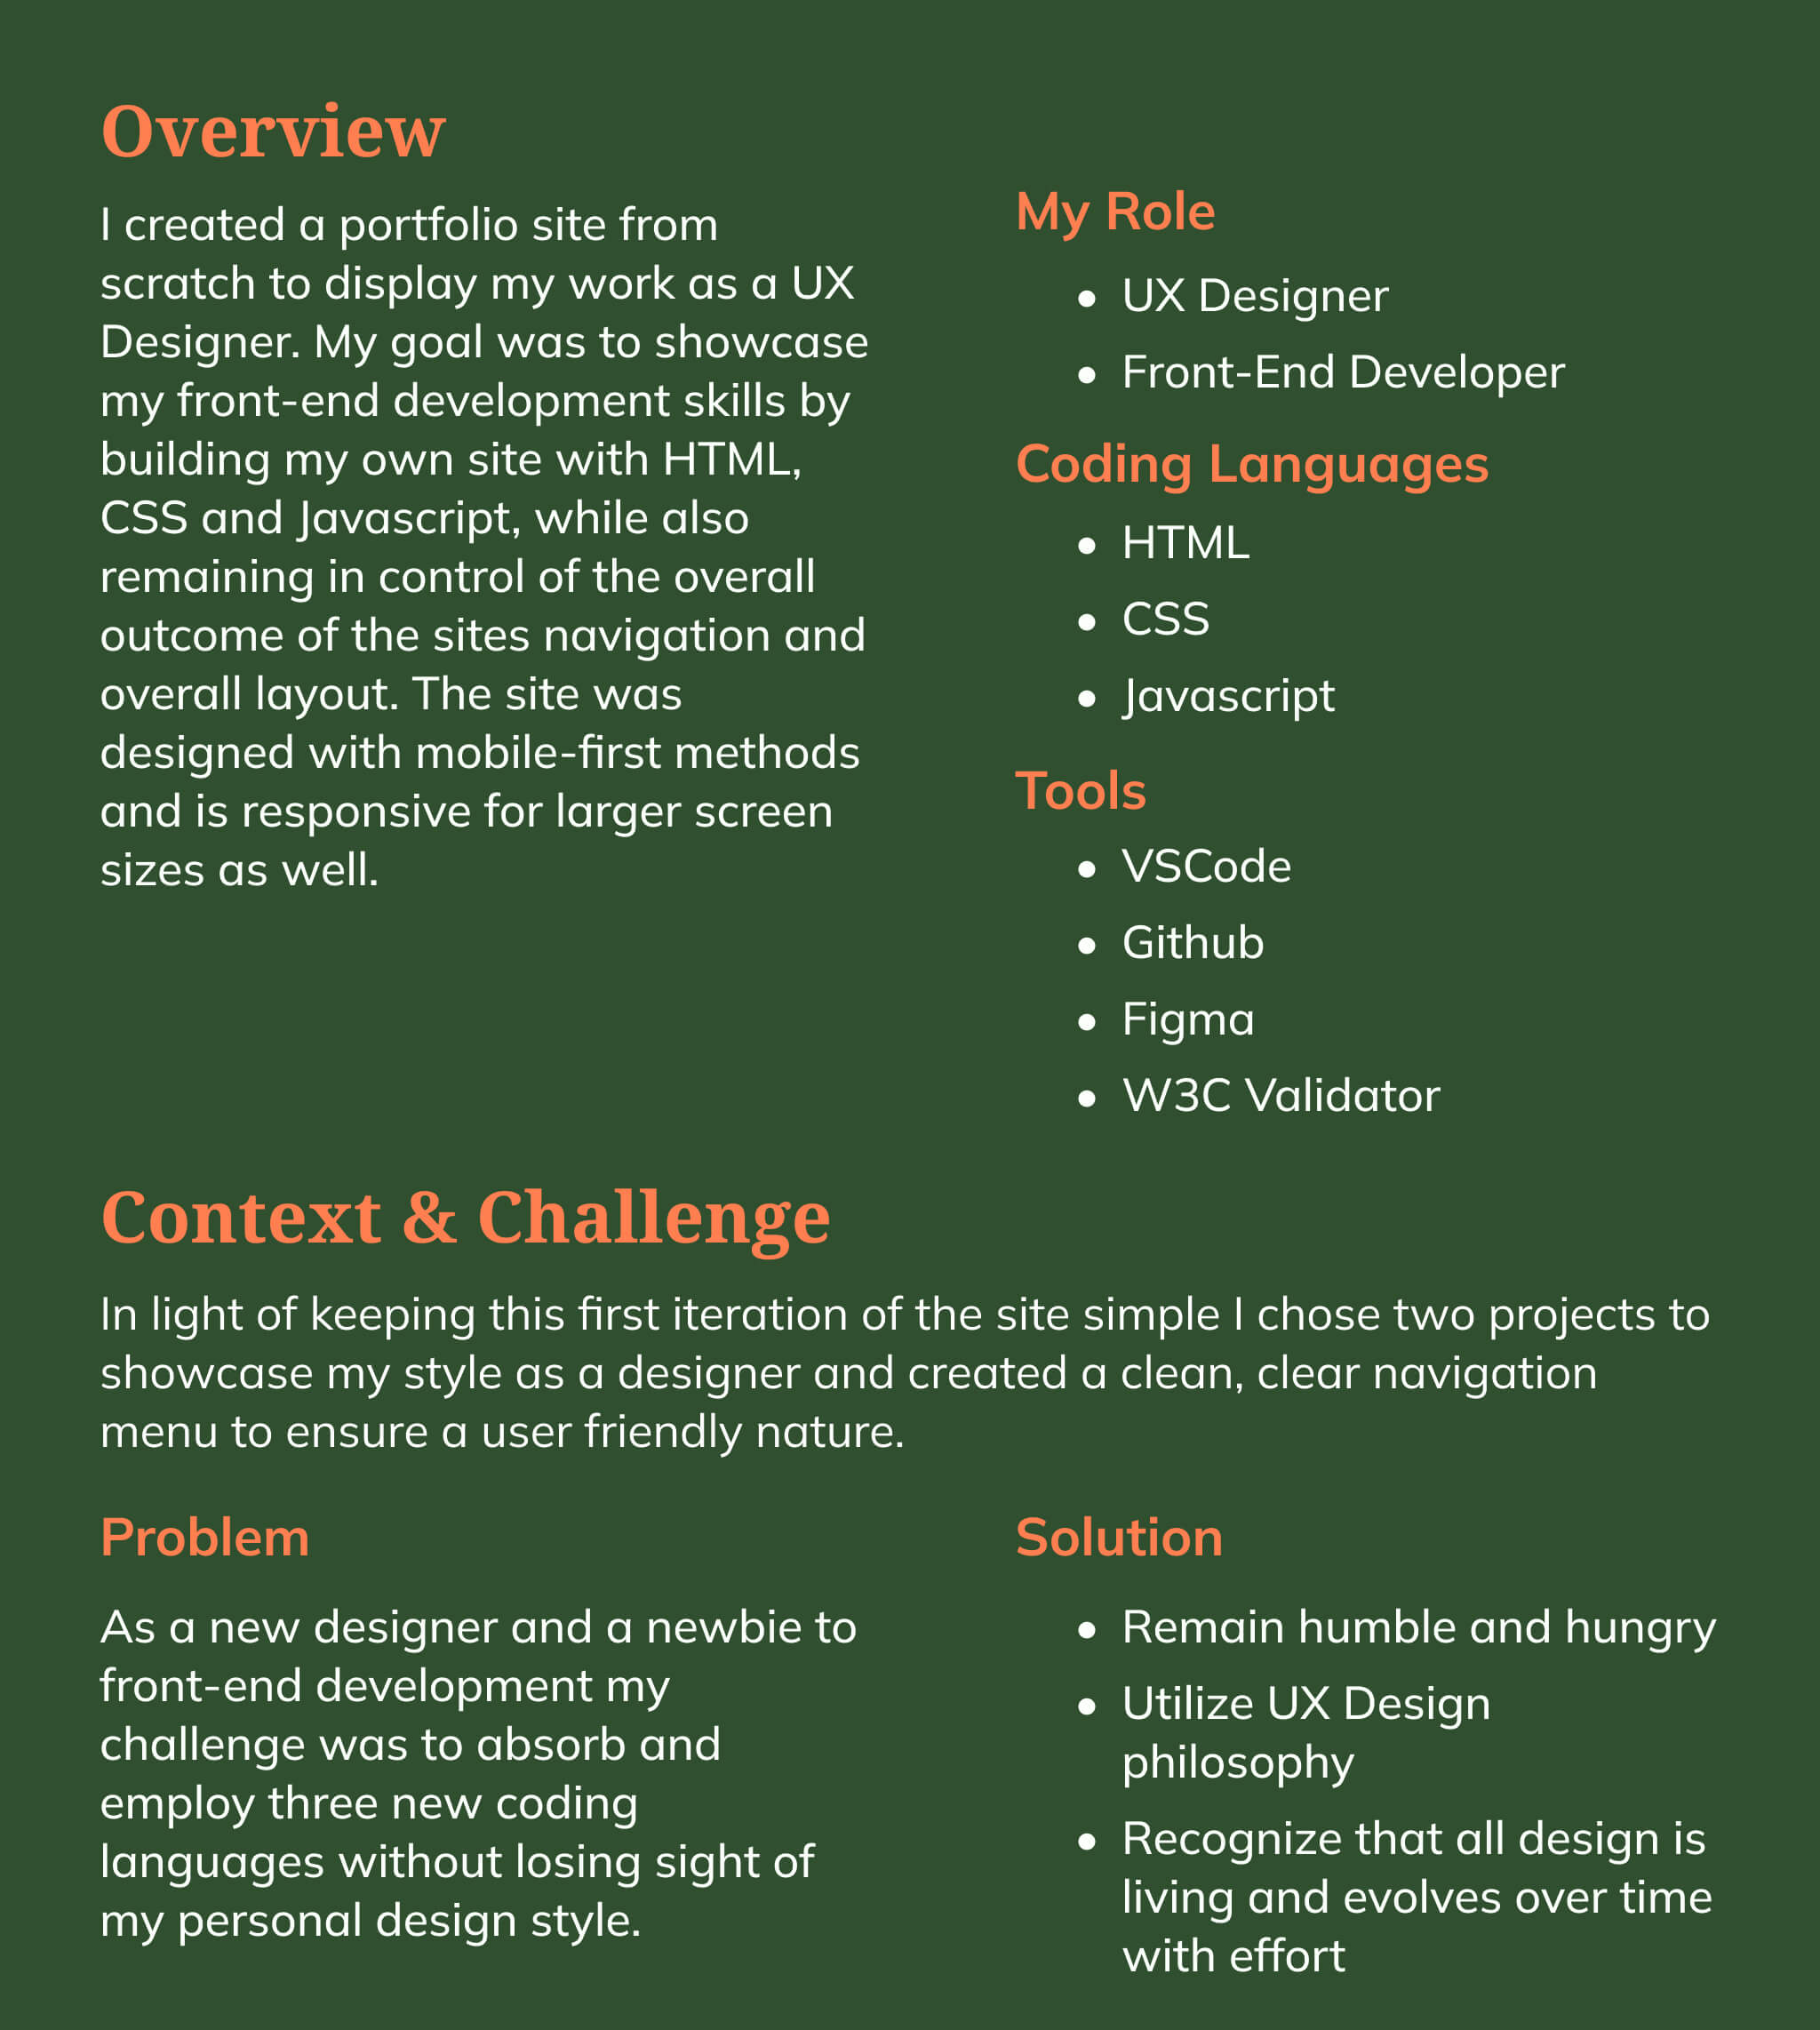 Overview
I created a portfolio site from
scratch to display my work as a UX
Designer. My goal was to showcase
my front-end development skills by
building my own site with HTML,
CSS and Javascript, while also
remaining in control of the overall
outcome of the sites navigation and
overall layout. The site was
designed with mobile-first methods
and is responsive for larger screen
sizes as well.
My Role
• UX Designer
• Front-End Developer
Coding Languages
• HTML
• CSS
• Javascript
Tools
• VSCode
• Github
• Figma
• W3C Validator
Context & Challenge
In light of keeping this first iteration of the site simple I chose two projects to
showcase my style as a designer and created a clean, clear navigation
menu to ensure a user friendly nature.
Problem
As a new designer and a newbie to
front-end development my
challenge was to absorb and
employ three new coding
languages without losing sight of
my personal design style.
Solution
• Remain humble and hungry
• Utilize UX Design
philosophy
• Recognize that all design is
living and evolves over time
with effort